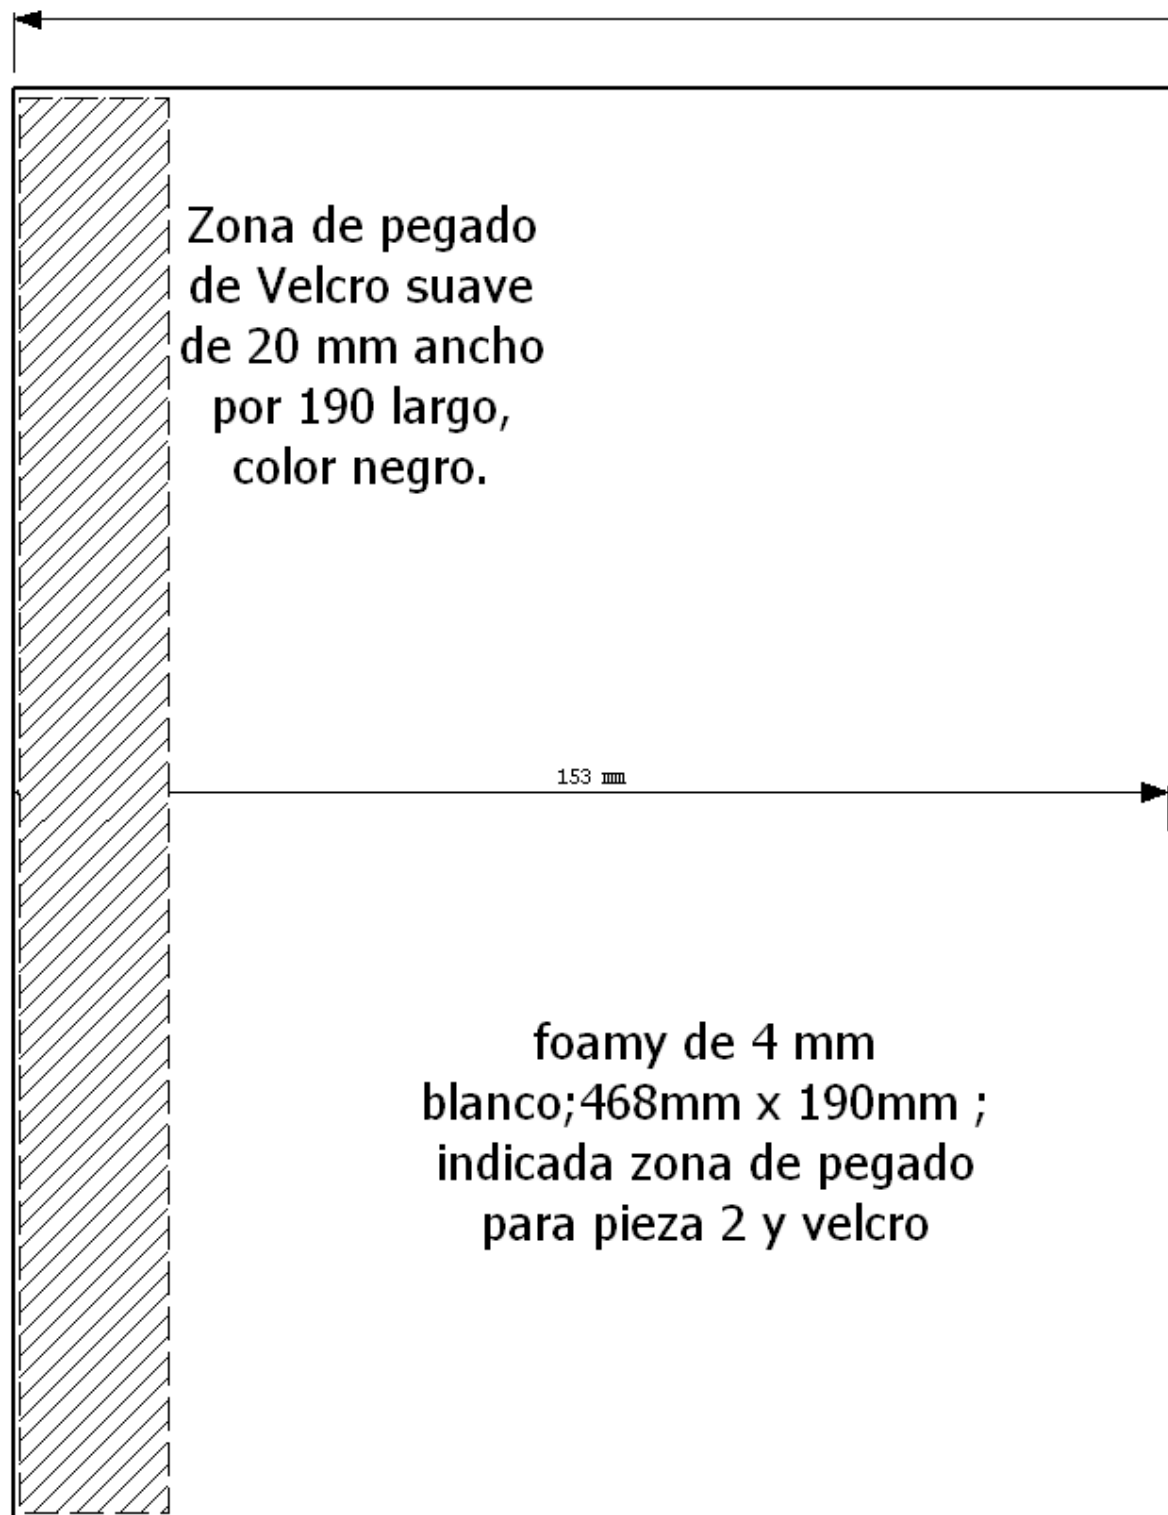 Zona de pegado
de Velcro suave
de 20 mm ancho
por 190 largo,
color negro.
153 mm
foamy de 4 mm
blanco;468mm x 190mm ;
indicada zona de pegado
para pieza 2 y velcro